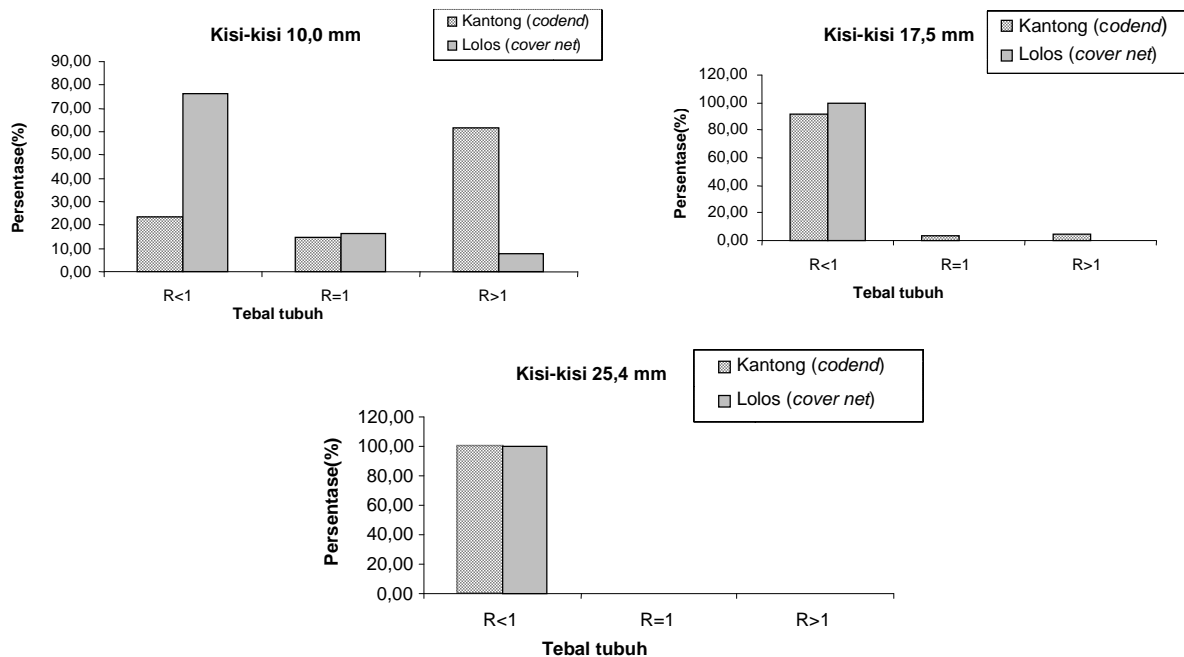 Kisi-kisi 10,0 mm
Kantong (codend)
Lolos (cover net)
Persentase(%)
90,00
80,00
70,00
60,00
50,00
40,00
30,00
20,00
10,00
0,00
R<1 R=1 R>1
Tebal tubuh
Kisi-kisi 17,5 mm
Kantong (codend)
Lolos (cover net)
Persentase(%)
120,00
100,00
80,00
60,00
40,00
20,00
0,00
R<1 R=1 R>1
Tebal tubuh
Kisi-kisi 25,4 mm
Kantong (codend)
Lolos (cover net)
Persentase(%)
120,00
100,00
80,00
60,00
40,00
20,00
0,00
R<1 R=1 R>1
Tebal tubuh